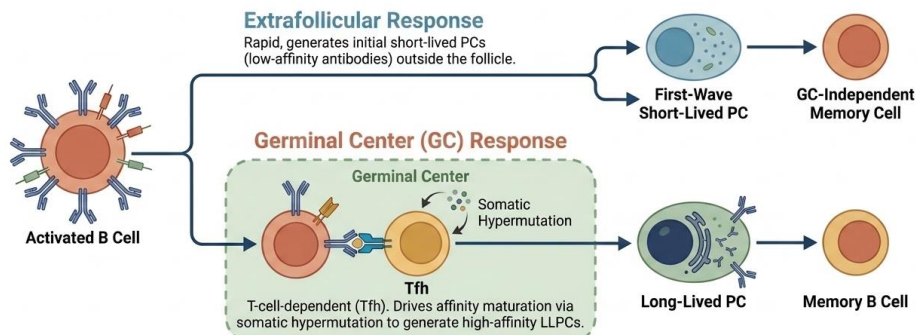 Extrafollicular Response
Rapid, generates initial short-lived PCs
(low-affinity antibodies) outside the follicle.
First-Wave
Short-Lived PC
GC-Independent
Memory Cell
Activated B Cell
Germinal Center (GC) Response
Germinal Center
Somatic
Hypermutation
Tfh
T-cell-dependent (Tfh). Drives affinity maturation via
somatic hypermutation to generate high-affinity LLPCs.
Long-Lived PC
Memory B Cell